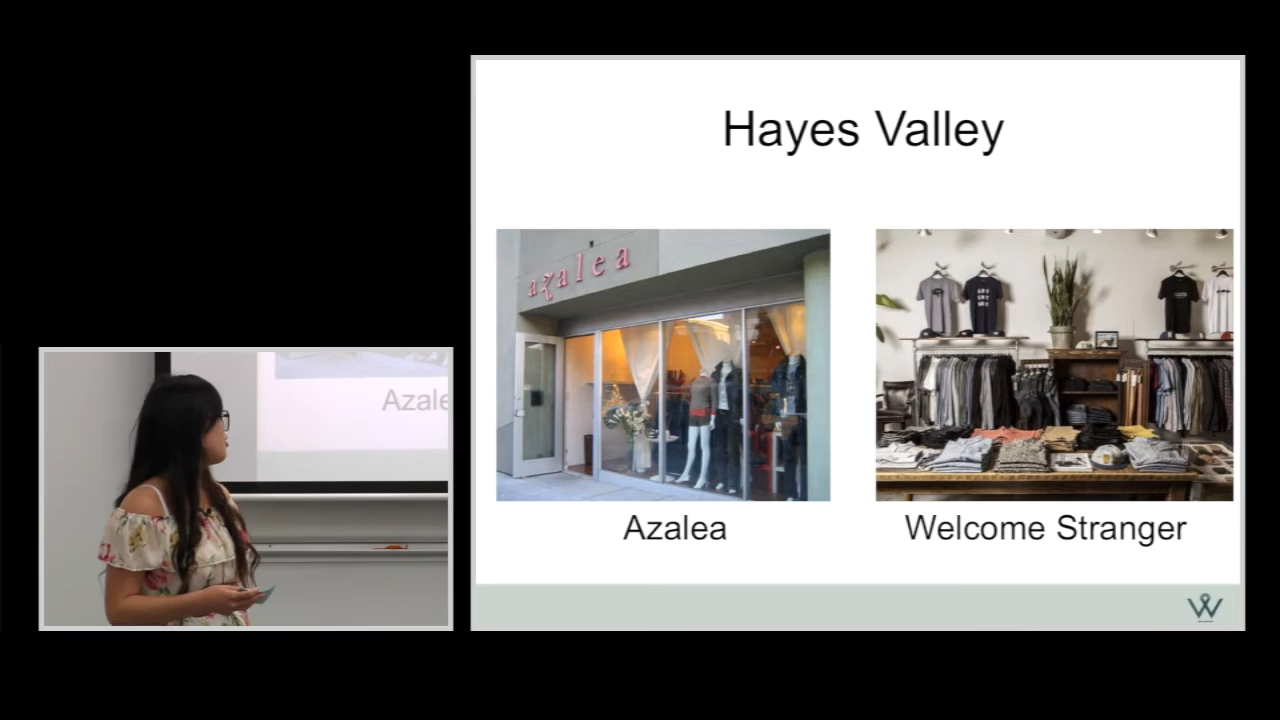 Hayes Valley
azalea
Azalea
Welcome Stranger
Azale
W